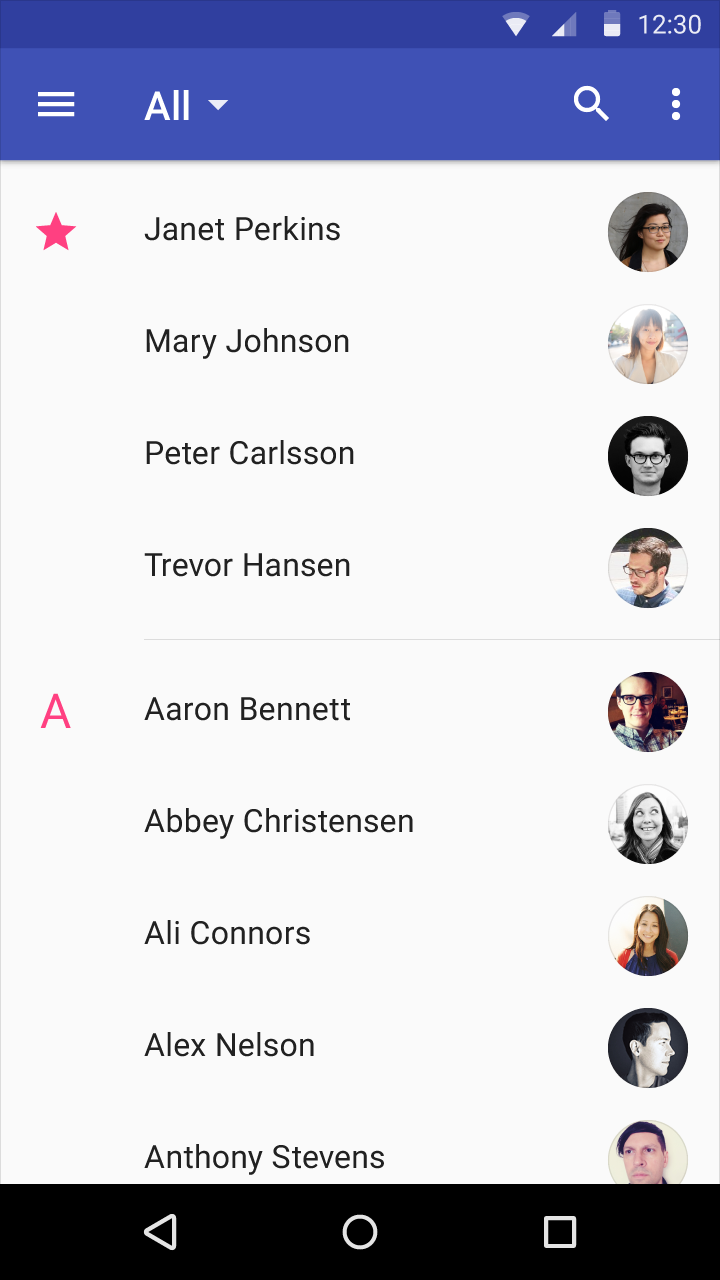 12:30
All
Janet Perkins
Mary Johnson
Peter Carlsson
Trevor Hansen
A Aaron Bennett
Abbey Christensen
Ali Connors
Alex Nelson
Anthony Stevens